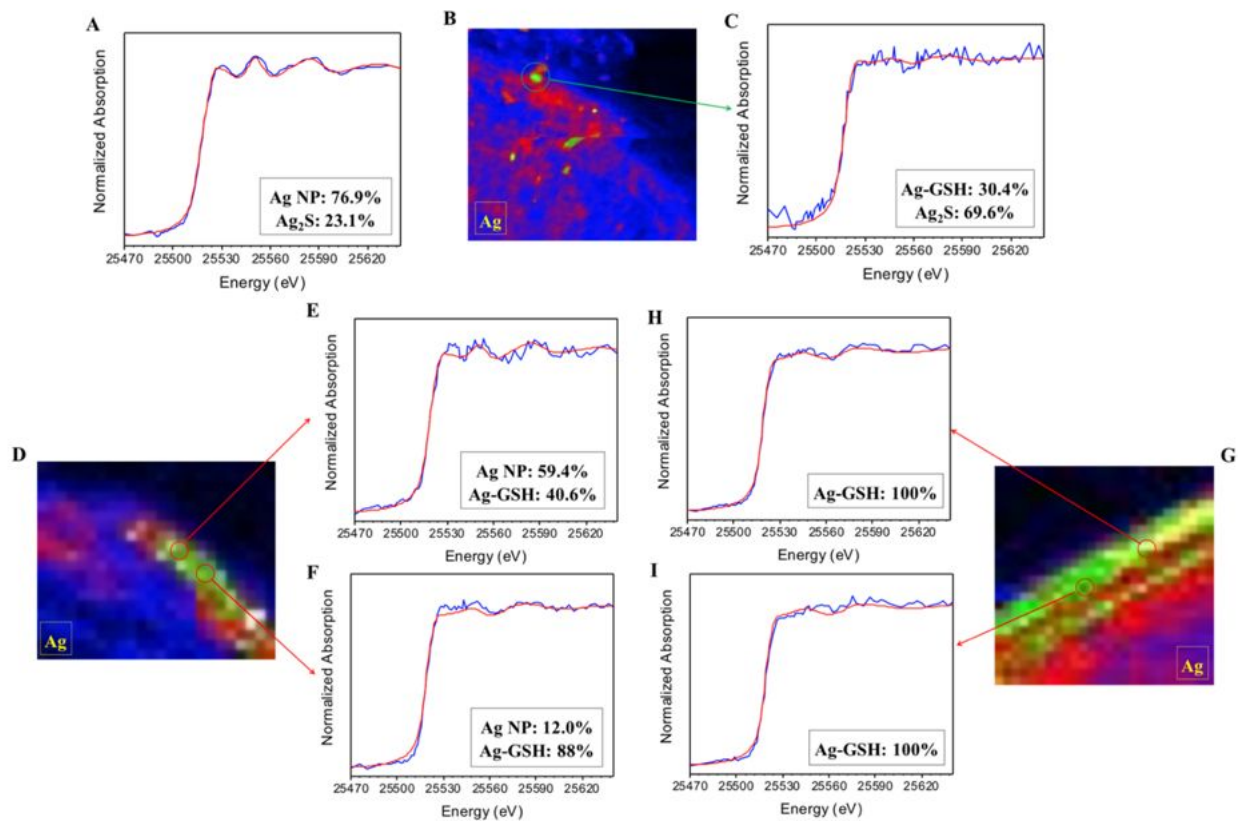 A
Normalized Absorption
Ag NP: 76.9%
Ag₂S: 23.1%
25470 25500 25530 25560 25590 25620
Energy (eV)
B
Ag
C
Normalized Absorption
Ag-GSH: 30.4%
Ag₂S: 69.6%
25470 25500 25530 25560 25590 25620
Energy (eV)
D
Ag
E
Normalized Absorption
Ag NP: 59.4%
Ag-GSH: 40.6%
25470 25500 25530 25560 25590 25620
Energy (eV)
F
Normalized Absorption
Ag NP: 12.0%
Ag-GSH: 88%
25470 25500 25530 25560 25590 25620
Energy (eV)
H
Normalized Absorption
Ag-GSH: 100%
25470 25500 25530 25560 25590 25620
Energy (eV)
G
Ag
I
Normalized Absorption
Ag-GSH: 100%
25470 25500 25530 25560 25590 25620
Energy (eV)